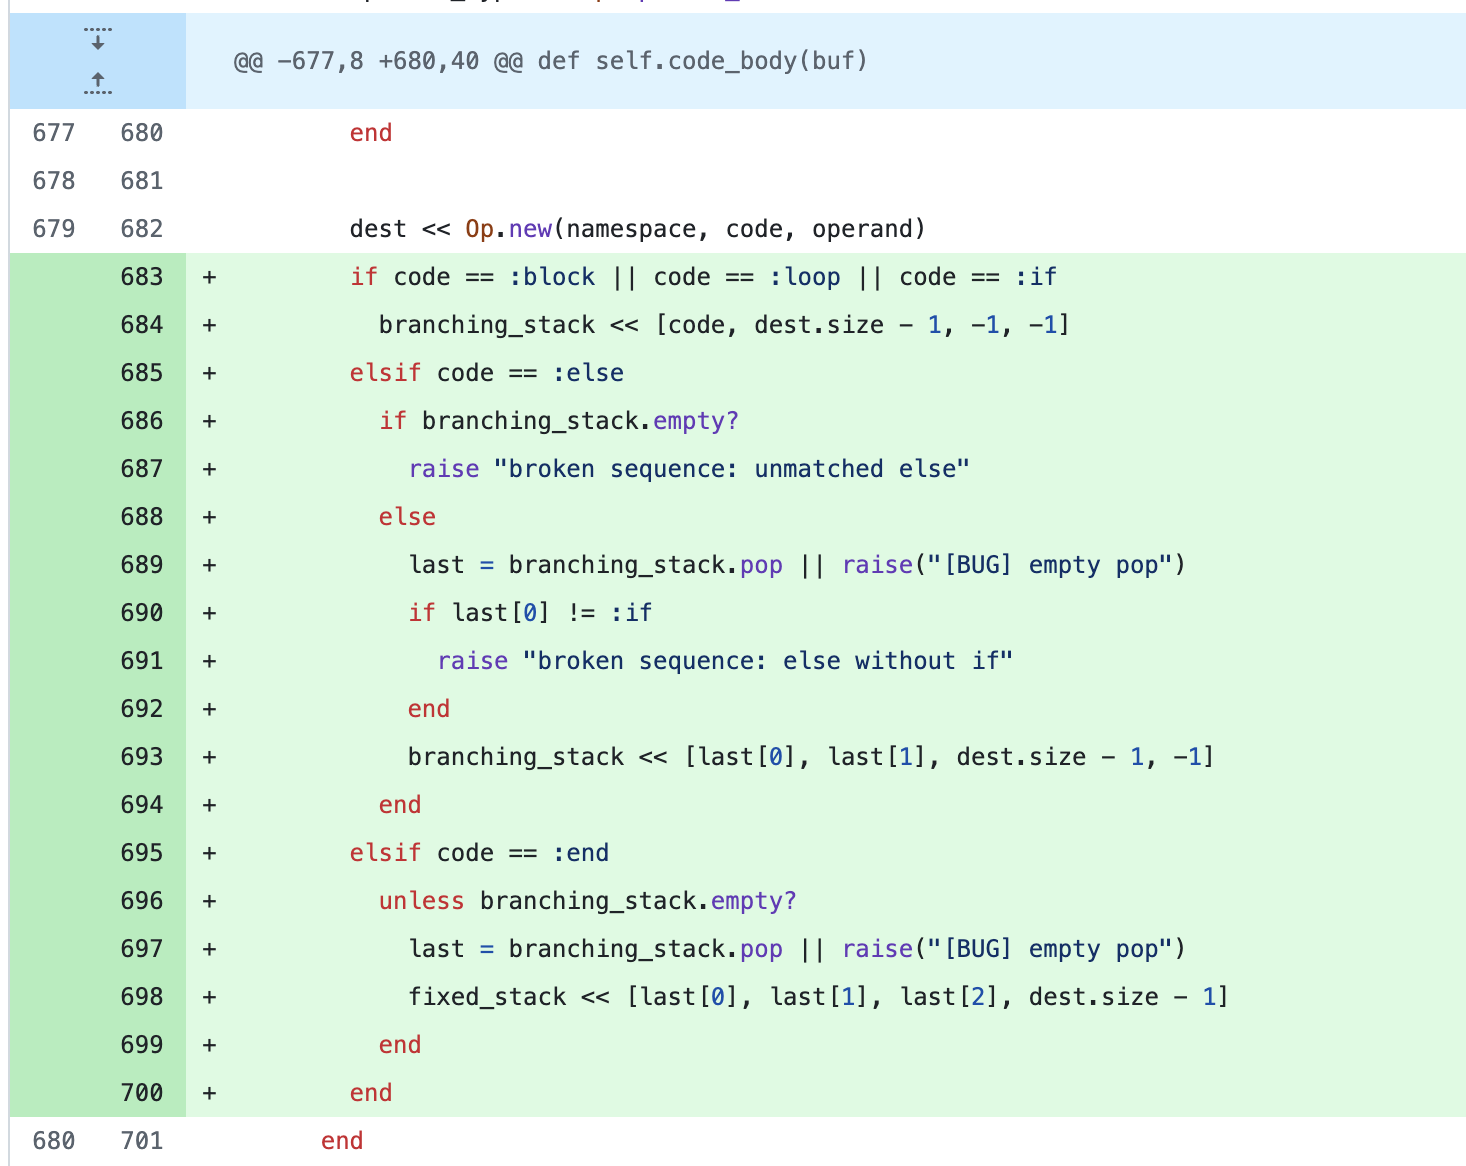 @@ -677,8 +680,40 @@ def self.code_body(buf)
677 680 end
678 681
679 682 dest << Op.new(namespace, code, operand)
683 + if code == :block || code == :loop || code == :if
684 + branching_stack << [code, dest.size - 1, -1, -1]
685 + elsif code == :else
686 + if branching_stack.empty?
687 + raise "broken sequence: unmatched else"
688 + else
689 + last = branching_stack.pop || raise("[BUG] empty pop")
690 + if last[0] != :if
691 + raise "broken sequence: else without if"
692 + end
693 + branching_stack << [last[0], last[1], dest.size - 1, -1]
694 + end
695 + elsif code == :end
696 + unless branching_stack.empty?
697 + last = branching_stack.pop || raise("[BUG] empty pop")
698 + fixed_stack << [last[0], last[1], last[2], dest.size - 1]
699 + end
700 + end
680 701 end